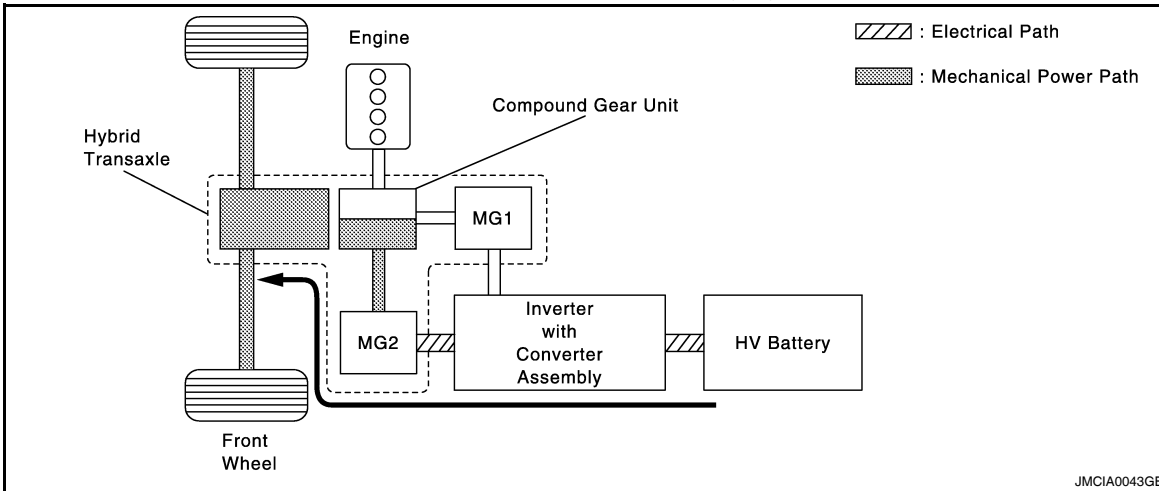 Engine
: Electrical Path
: Mechanical Power Path
Compound Gear Unit
Hybrid
Transaxle
MG1
MG2
Inverter
with
Converter
Assembly
HV Battery
Front
Wheel
JMCIA0043GB